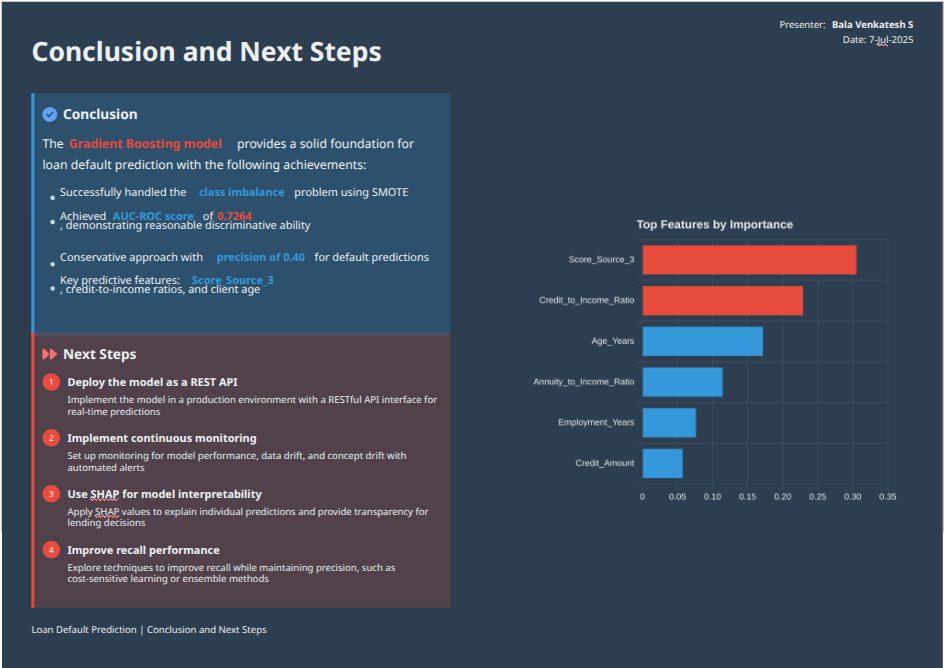 Presenter: Bala Venkatesh S
Date: 7-Jul-2025
Conclusion and Next Steps
Conclusion
The Gradient Boosting model provides a solid foundation for
loan default prediction with the following achievements:
Successfully handled the class imbalance problem using SMOTE
Achieved AUC-ROC score of 0.7264
, demonstrating reasonable discriminative ability
Conservative approach with precision of 0.40 for default predictions
Key predictive features: Score_Source_3
, credit-to-income ratios, and client age
Next Steps
1 Deploy the model as a REST API
Implement the model in a production environment with a RESTful API interface for
real-time predictions
2 Implement continuous monitoring
Set up monitoring for model performance, data drift, and concept drift with
automated alerts
3 Use SHAP for model interpretability
Apply SHAP values to explain individual predictions and provide transparency for
lending decisions
4 Improve recall performance
Explore techniques to improve recall while maintaining precision, such as
cost-sensitive learning or ensemble methods
Top Features by Importance
Score_Source_3
Credit_to_Income_Ratio
Age_Years
Annuity_to_Income_Ratio
Employment_Years
Credit_Amount
0 0.05 0.10 0.15 0.20 0.25 0.30 0.35
Loan Default Prediction | Conclusion and Next Steps